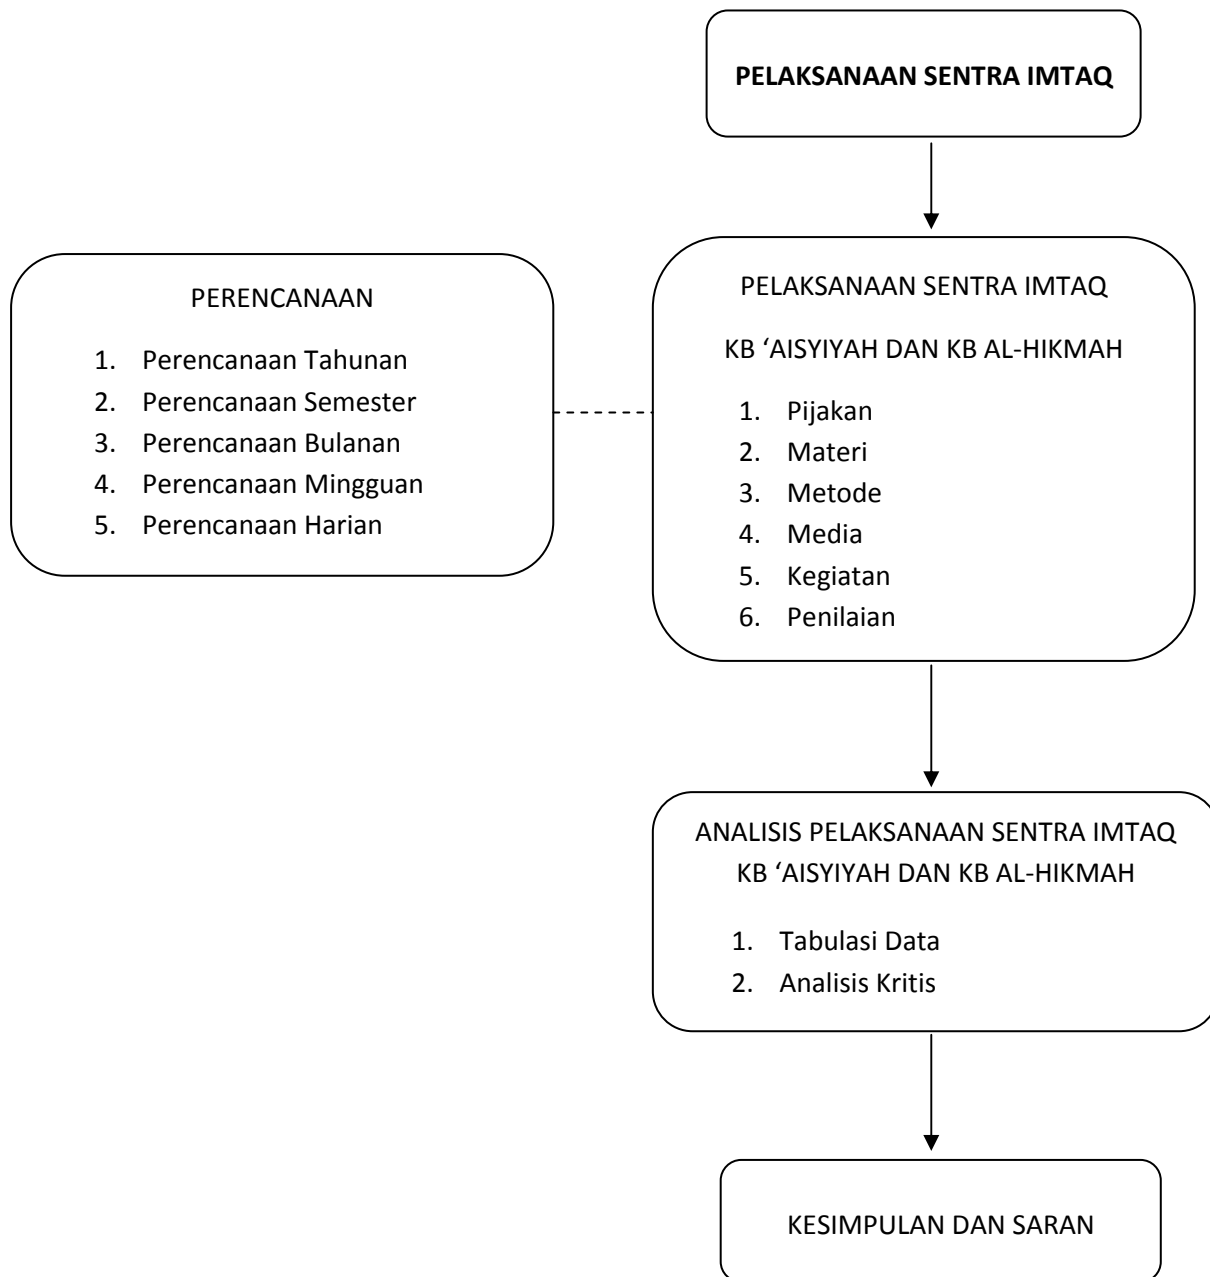 PELAKSANAAN SENTRA IMTAQ
PERENCANAAN
1. Perencanaan Tahunan
2. Perencanaan Semester
3. Perencanaan Bulanan
4. Perencanaan Mingguan
5. Perencanaan Harian
PELAKSANAAN SENTRA IMTAQ
KB ‘AISYIYAH DAN KB AL-HIKMAH
1. Pijakan
2. Materi
3. Metode
4. Media
5. Kegiatan
6. Penilaian
ANALISIS PELAKSANAAN SENTRA IMTAQ
KB ‘AISYIYAH DAN KB AL-HIKMAH
1. Tabulasi Data
2. Analisis Kritis
KESIMPULAN DAN SARAN